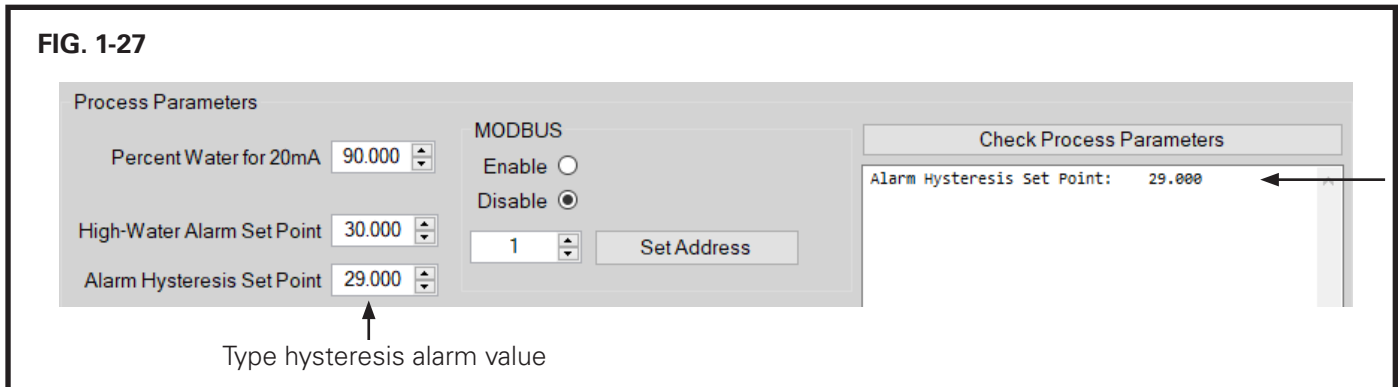 FIG. 1-27
Process Parameters
Percent Water for 20mA 90.000
High-Water Alarm Set Point 30.000
Alarm Hysteresis Set Point 29.000
MODBUS
Enable
Disable
1 Set Address
Check Process Parameters
Alarm Hysteresis Set Point: 29.000
Type hysteresis alarm value